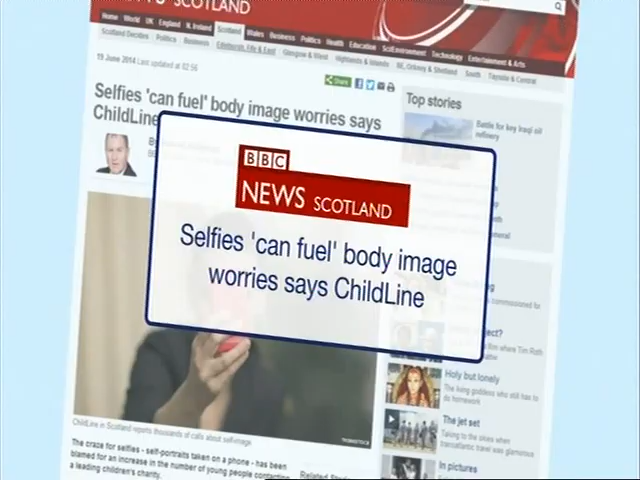 SCOTLAND
Home World UK England N. Ireland Scotland Wales Business Politics Health Education Sci/Environment Technology Entertainment & Arts
Scotland Decides Politics Business Edinburgh, Fife & East Glasgow & West Highlands & Islands NE, Orkney & Shetland South Tayside & Central
19 June 2014 Last updated at 02:56
Share
Selfies 'can fuel' body image worries says
ChildLine
Top stories
Battle for key Iraqi oil
refinery
BBC
NEWS SCOTLAND
Selfies 'can fuel' body image
worries says ChildLine
commissioned for
where Tim Roth
Holy but lonely
The living goddess who still has to
do homework
The jet set
Taking to the skies when
transatlantic travel was glamorous
In pictures
ChildLine in Scotland reports thousands of calls about self-image
The craze for selfies - self-portraits taken on a phone - has been
blamed for an increase in the number of young people contacting
a leading children's charity.